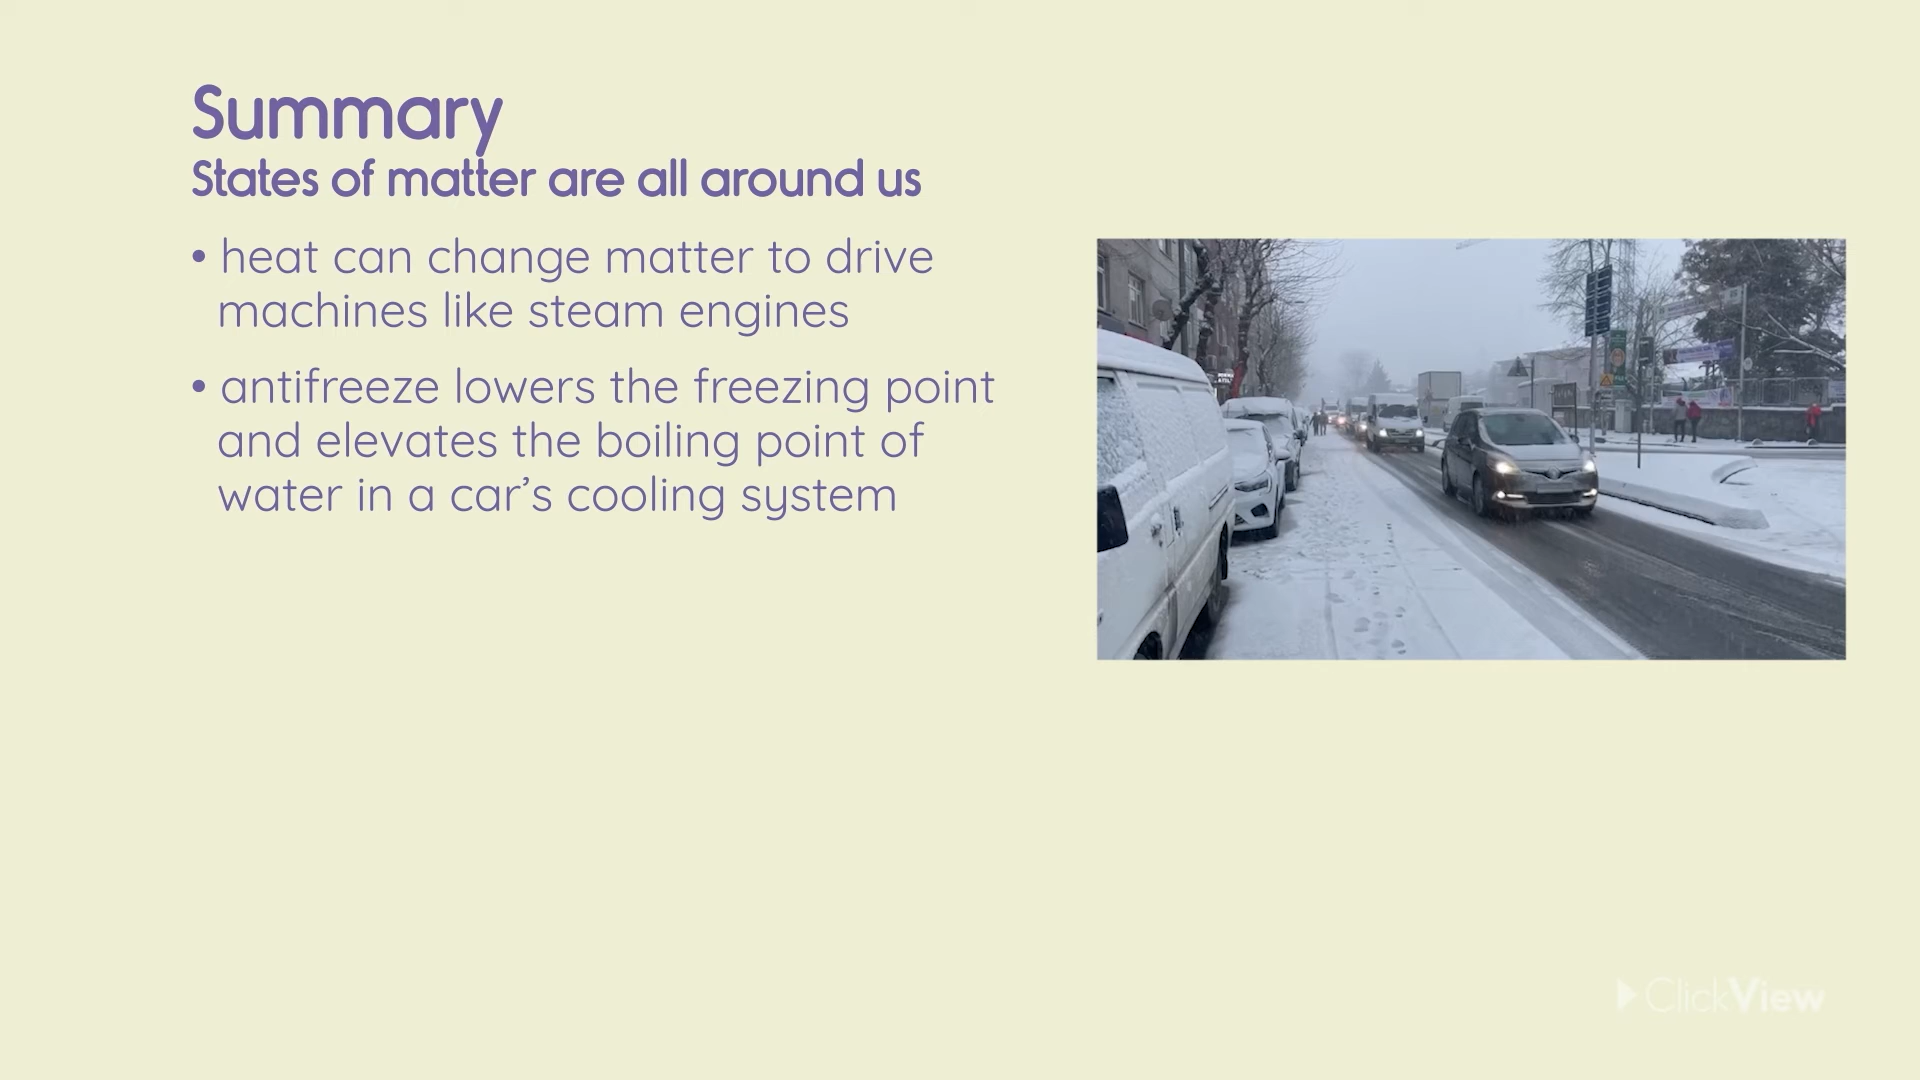 Summary
States of matter are all around us
• heat can change matter to drive
machines like steam engines
• antifreeze lowers the freezing point
and elevates the boiling point of
water in a car’s cooling system
ClickView